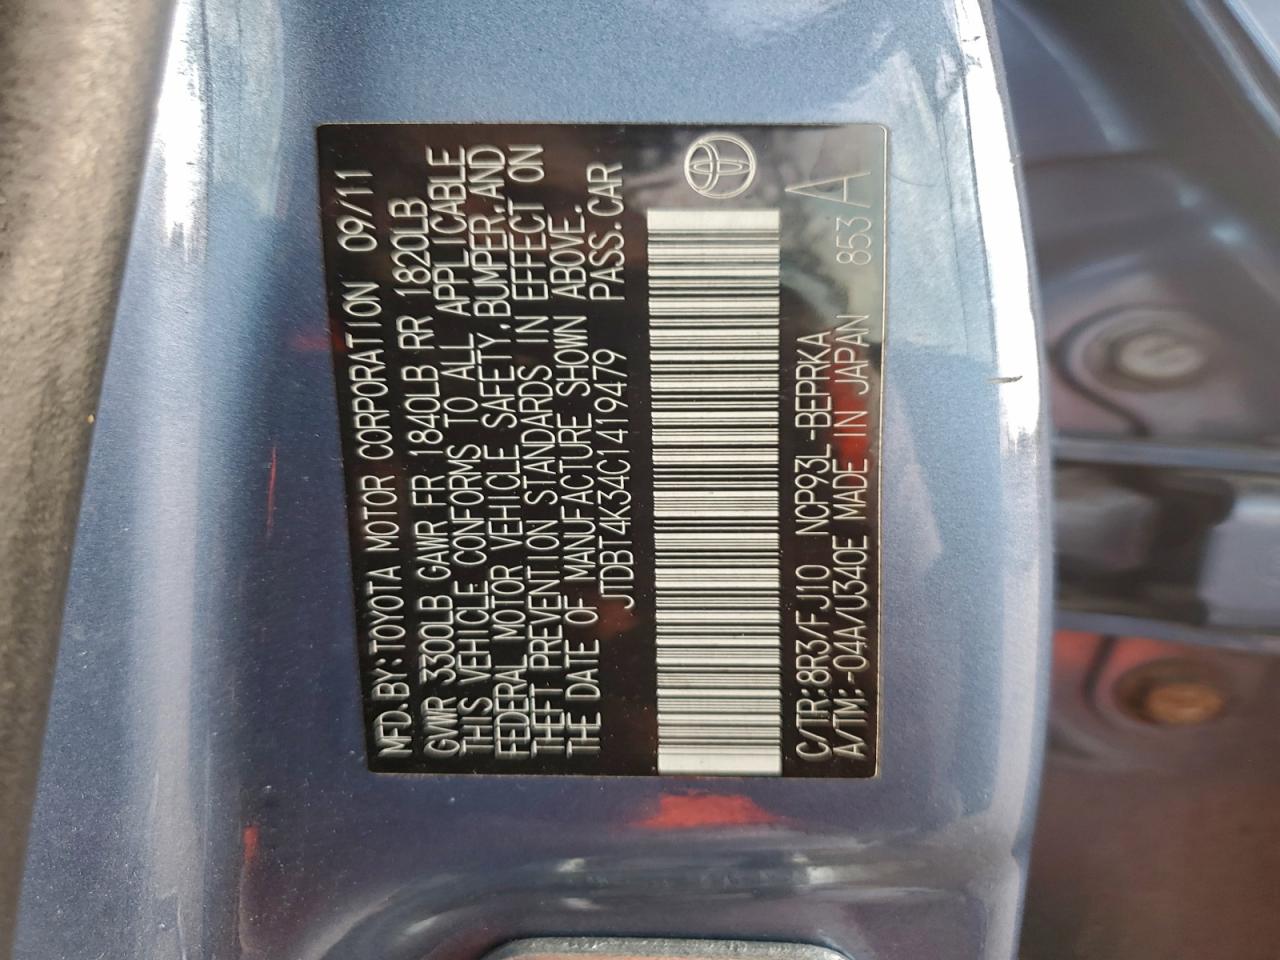 MFD.BY:TOYOTA MOTOR CORPORATION 09/11
GVWR 3300LB GAWR FR 1840LB RR 1820LB
THIS VEHICLE CONFORMS TO ALL APPLICABLE
FEDERAL MOTOR VEHICLE SAFETY,BUMPER,AND
THEFT PREVENTION STANDARDS IN EFFECT ON
THE DATE OF MANUFACTURE SHOWN ABOVE.
JTDBT4K34C1419479 PASS.CAR
C/TR:8R3/FJ10 NCP93L-BEPRKA
A/TM:-04A/U340E MADE IN JAPAN 853 A